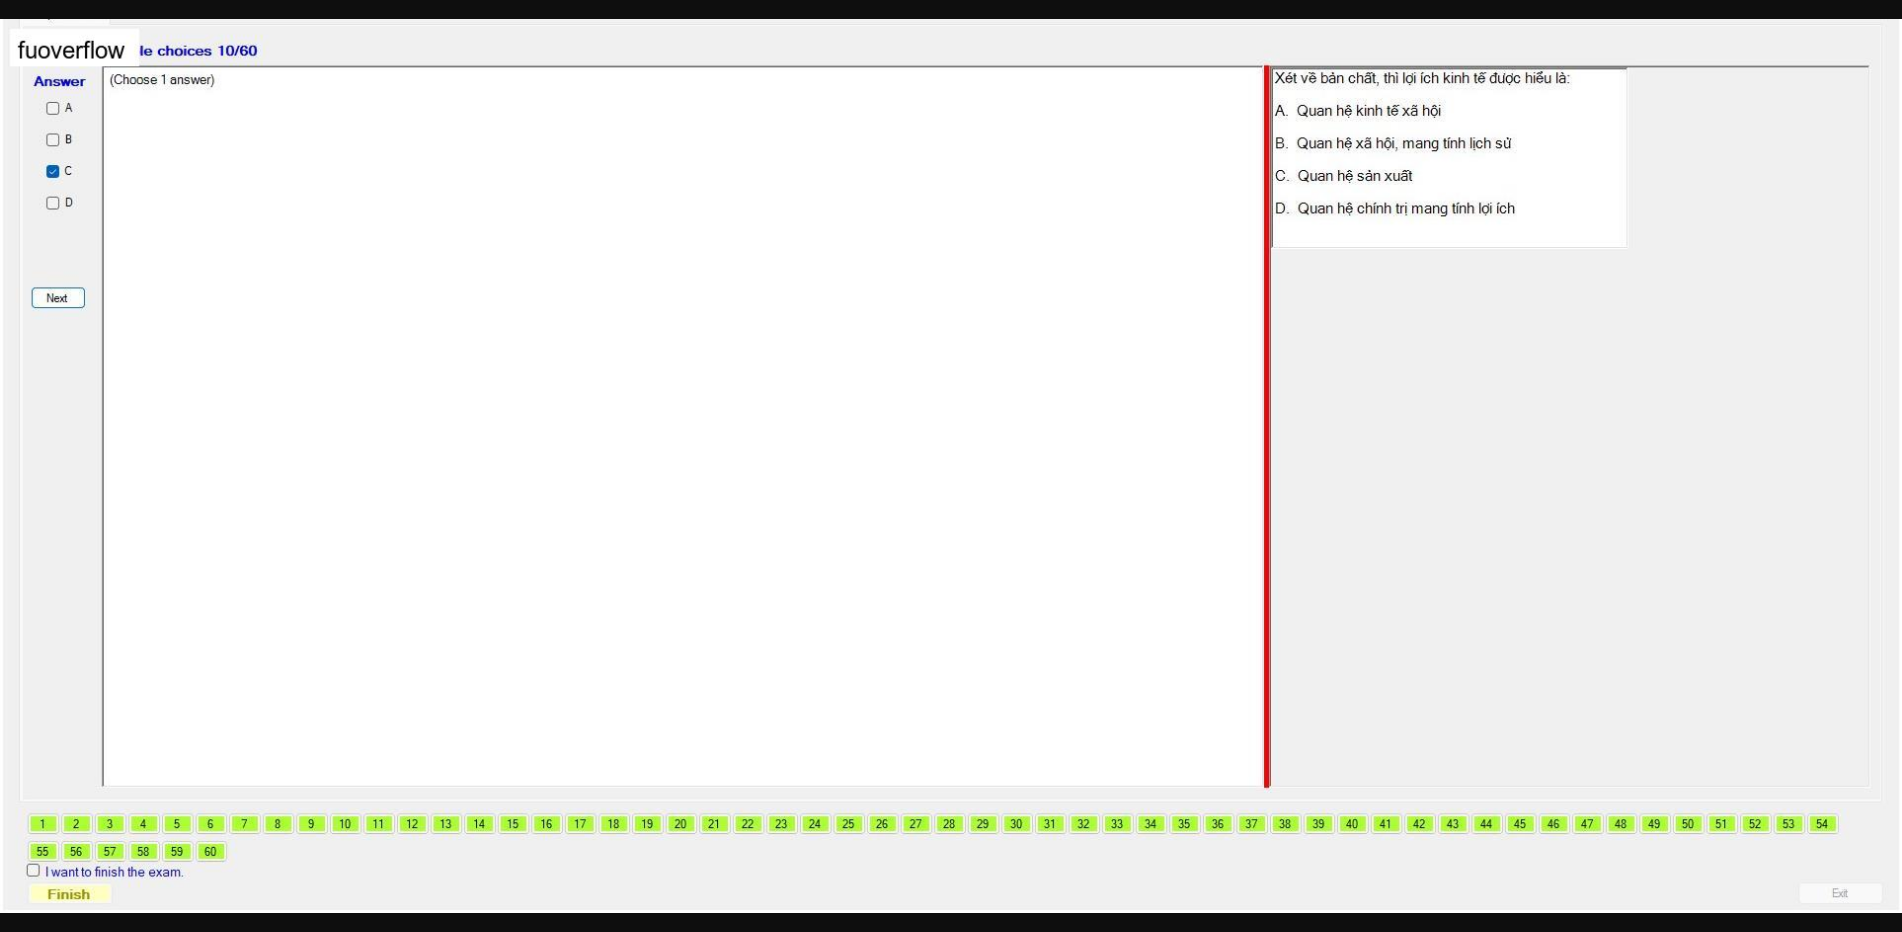 fuoverflow le choices 10/60
Answer
(Choose 1 answer)
A
B
C
D
Next
Xét về bản chất, thì lợi ích kinh tế được hiểu là:
A. Quan hệ kinh tế xã hội
B. Quan hệ xã hội, mang tính lịch sử
C. Quan hệ sản xuất
D. Quan hệ chính trị mang tính lợi ích
1 2 3 4 5 6 7 8 9 10 11 12 13 14 15 16 17 18 19 20 21 22 23 24 25 26 27 28 29 30 31 32 33 34 35 36 37 38 39 40 41 42 43 44 45 46 47 48 49 50 51 52 53 54
55 56 57 58 59 60
I want to finish the exam.
Finish
Exit